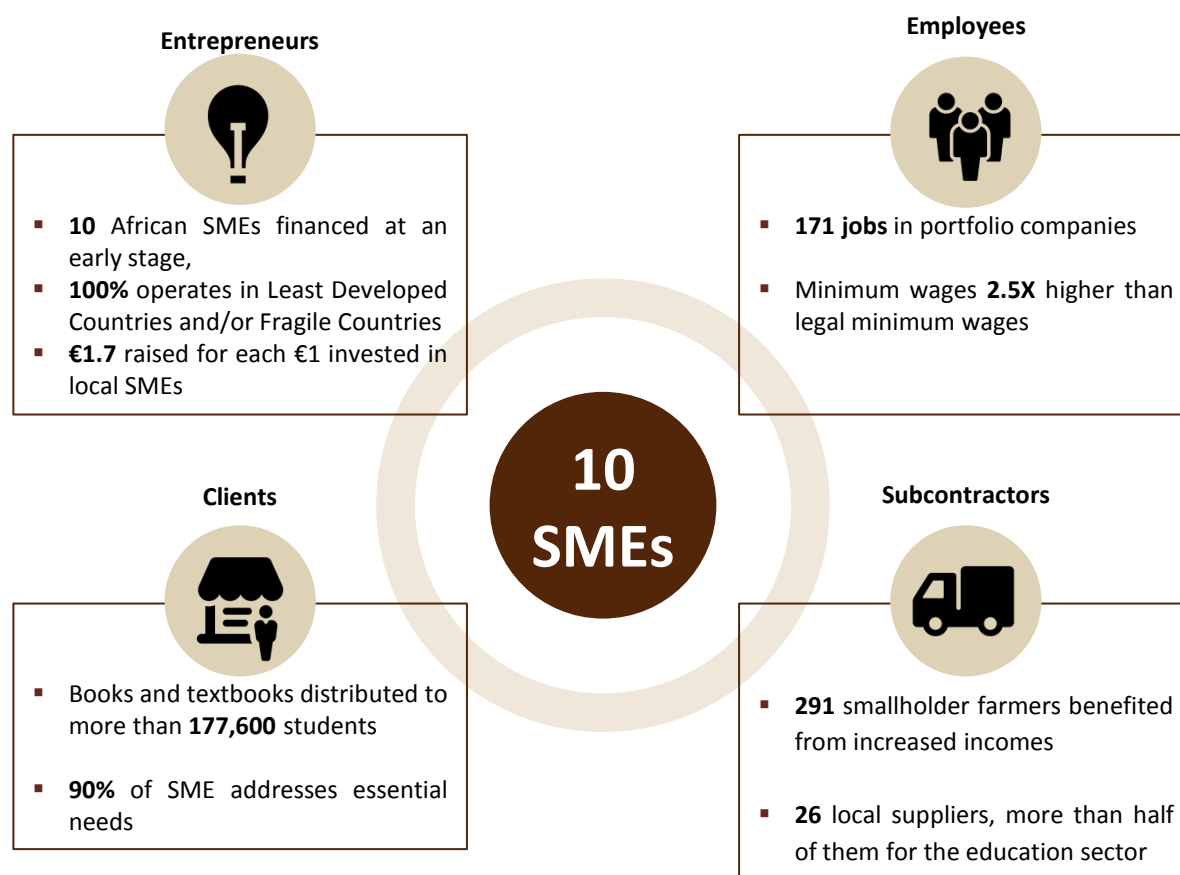 Entrepreneurs
▪ 10 African SMEs financed at an
early stage,
▪ 100% operates in Least Developed
Countries and/or Fragile Countries
▪ €1.7 raised for each €1 invested in
local SMEs
Employees
▪ 171 jobs in portfolio companies
▪ Minimum wages 2.5X higher than
legal minimum wages
10
SMEs
Clients
▪ Books and textbooks distributed to
more than 177,600 students
▪ 90% of SME addresses essential
needs
Subcontractors
▪ 291 smallholder farmers benefited
from increased incomes
▪ 26 local suppliers, more than half
of them for the education sector